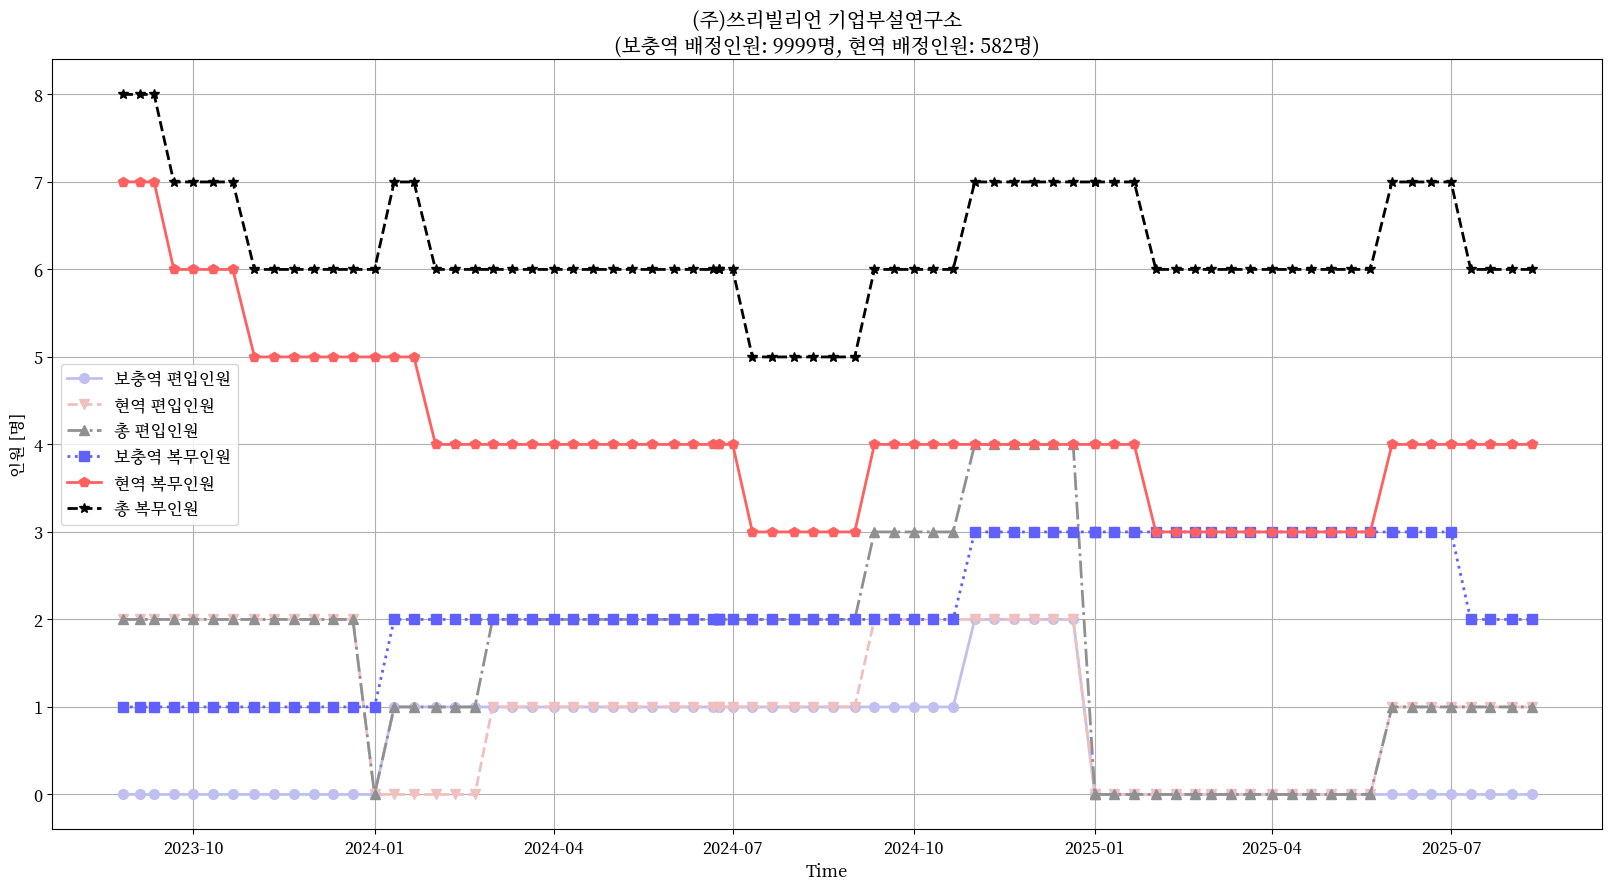 (주)쓰리빌리언 기업부설연구소
(보충역 배정인원: 9999명, 현역 배정인원: 582명)
인원 [명]
8
7
6
5
4
3
2
1
0
보충역 편입인원
현역 편입인원
총 편입인원
보충역 복무인원
현역 복무인원
총 복무인원
2023-10
2024-01
2024-04
2024-07
2024-10
2025-01
2025-04
2025-07
Time